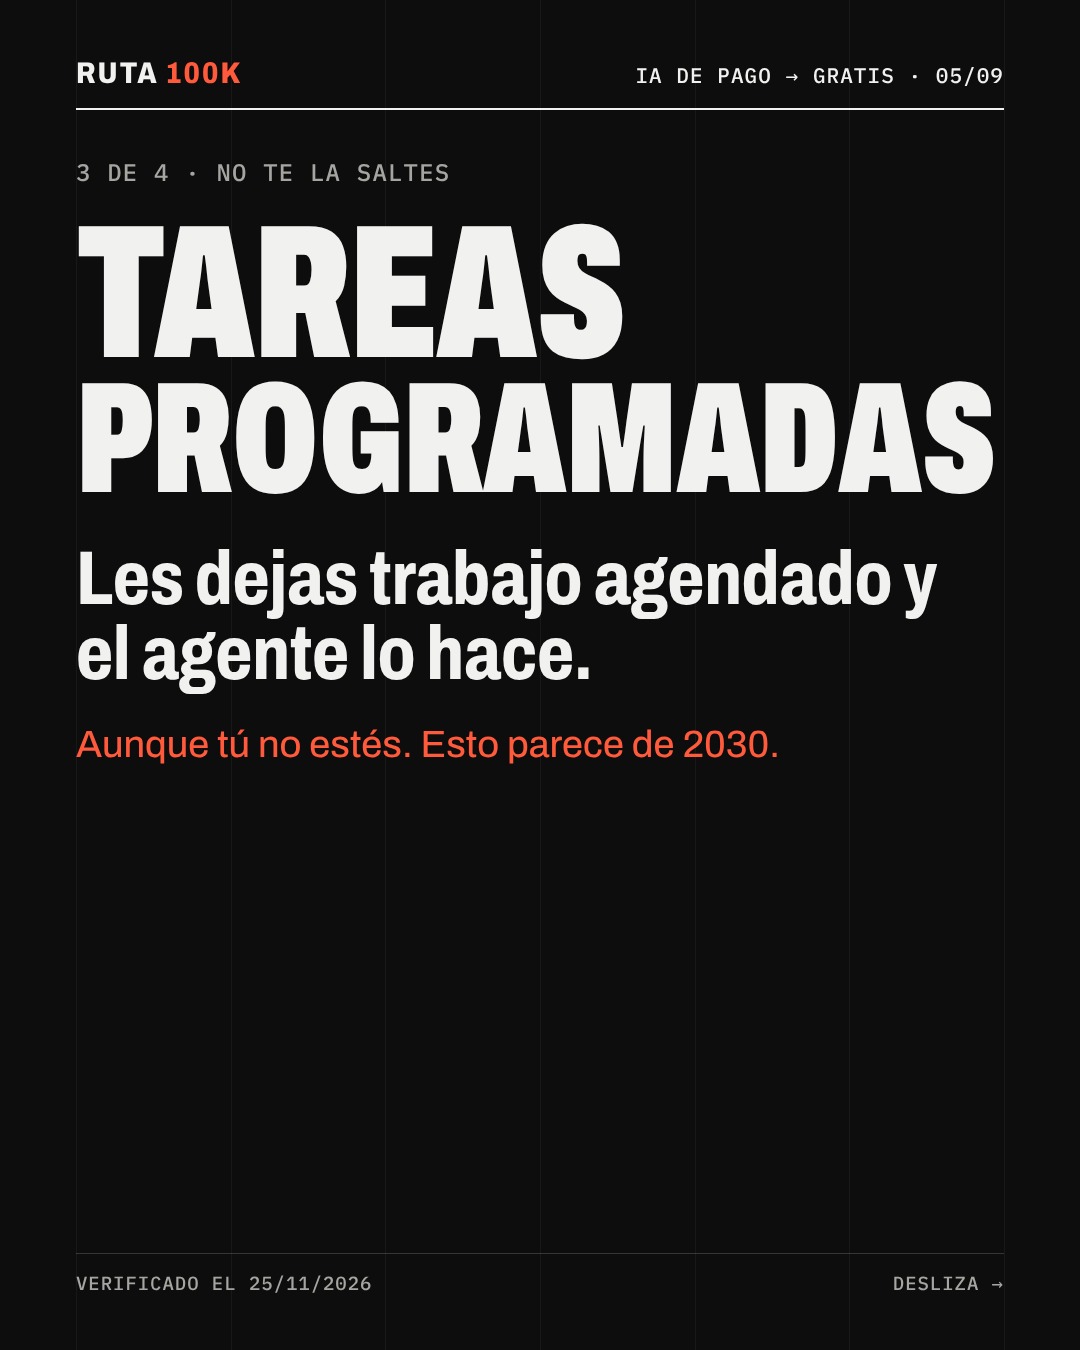 RUTA 100K
IA DE PAGO → GRATIS · 05/09
3 DE 4 · NO TE LA SALTES
TAREAS
PROGRAMADAS
Les dejas trabajo agendado y
el agente lo hace.
Aunque tú no estés. Esto parece de 2030.
VERIFICADO EL 25/11/2026
DESLIZA →